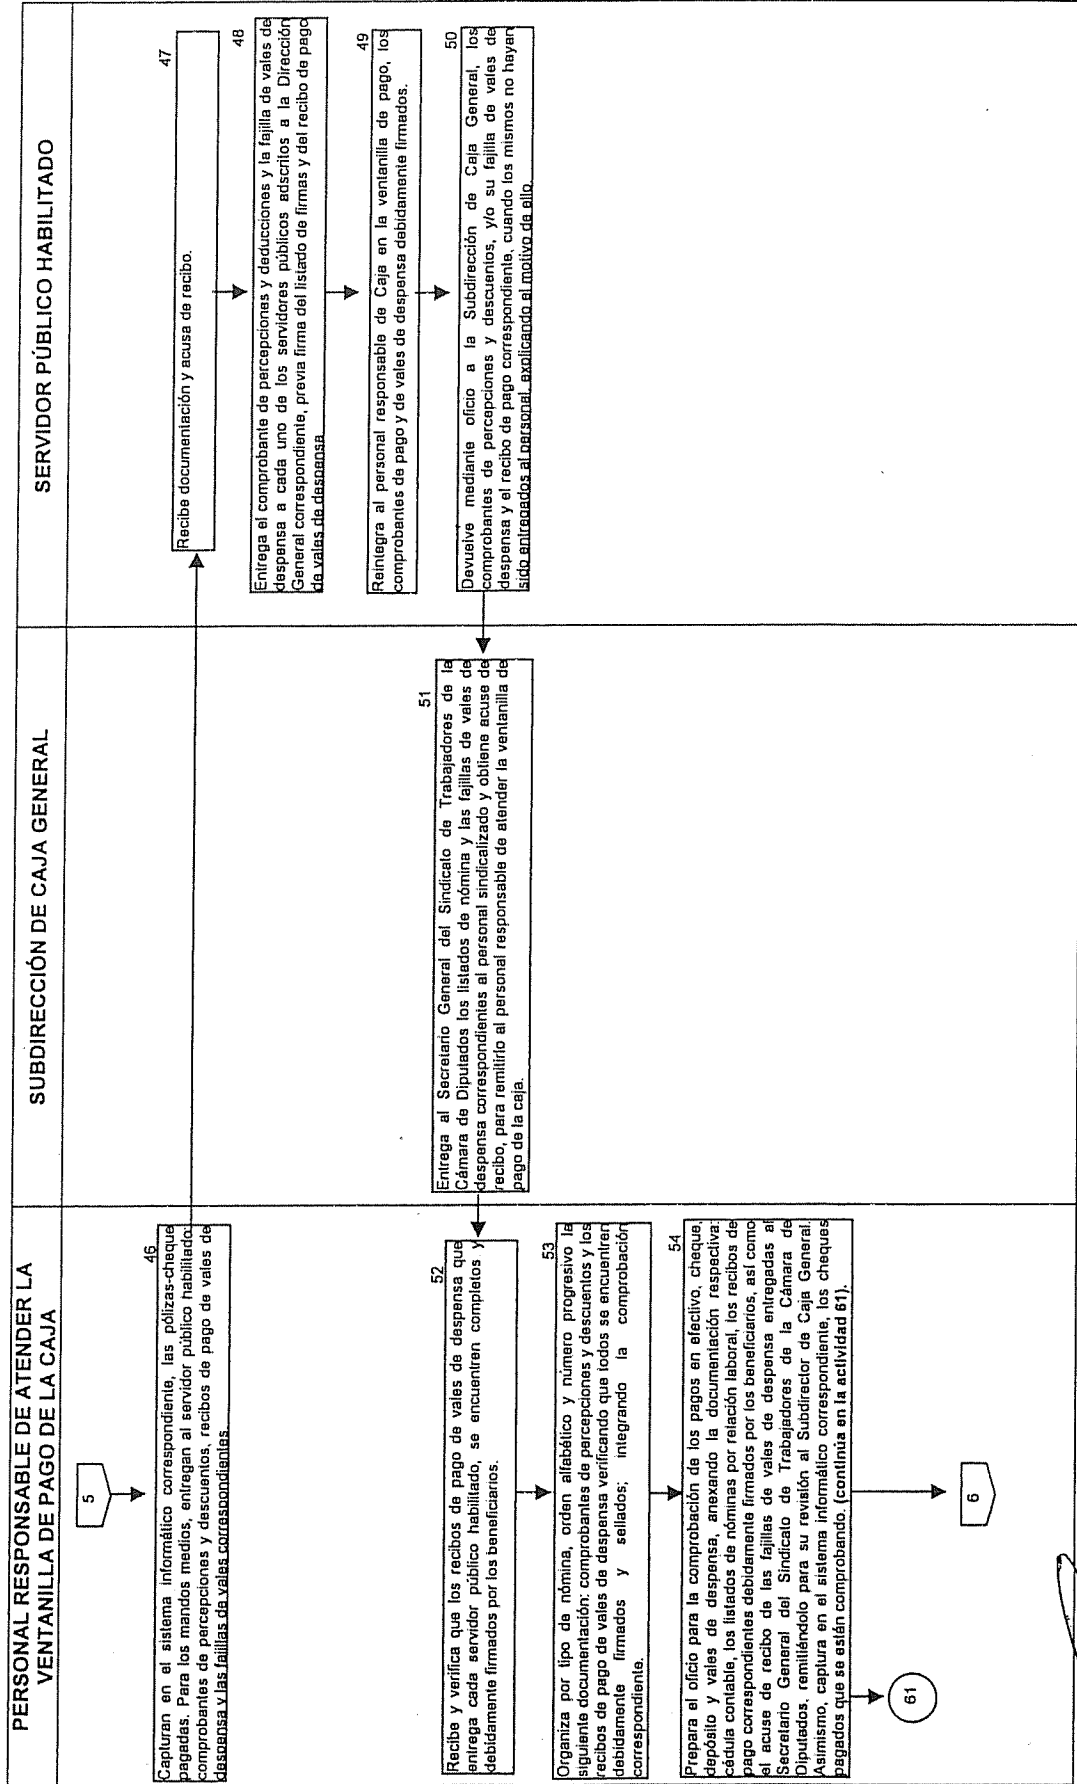 PERSONAL RESPONSABLE DE ATENDER LA
VENTANILLA DE PAGO DE LA CAJA
SUBDIRECCIÓN DE CAJA GENERAL
SERVIDOR PÚBLICO HABILITADO
5
46
Capturan en el sistema informático correspondiente, las pólizas-cheque
pagadas. Para los mandos medios, entregan al servidor público habilitado:
comprobantes de percepciones y descuentos, recibos de pago de vales de
despensa y las fajillas de vales correspondientes.
47
Recibe documentación y acusa de recibo.
48
Entrega el comprobante de percepciones y deducciones y la fajilla de vales de
despensa a cada uno de los servidores públicos adscritos a la Dirección
General correspondiente, previa firma del listado de firmas y del recibo de pago
de vales de despensa
49
Reintegra al personal responsable de Caja en la ventanilla de pago, los
comprobantes de pago y de vales de despensa debidamente firmados.
50
Devuelve mediante oficio a la Subdirección de Caja General, los
comprobantes de percepciones y descuentos, y/o su fajilla de vales de
despensa y el recibo de pago correspondiente, cuando los mismos no hayan
sido entregados al personal, explicando el motivo de ello.
51
Entrega al Secretario General del Sindicato de Trabajadores de la
Cámara de Diputados los listados de nómina y las fajillas de vales de
despensa correspondientes al personal sindicalizado y obtiene acuse de
recibo, para remitirlo al personal responsable de atender la ventanilla de
pago de la caja.
52
Recibe y verifica que los recibos de pago de vales de despensa que
entrega cada servidor público habilitado, se encuentren completos y
debidamente firmados por los beneficiarios.
53
Organiza por tipo de nómina, orden alfabético y número progresivo la
siguiente documentación: comprobantes de percepciones y descuentos y los
recibos de pago de vales de despensa verificando que todos se encuentren
debidamente firmados y sellados; integrando la comprobación
correspondiente.
54
Prepara el oficio para la comprobación de los pagos en efectivo, cheque,
depósito y vales de despensa, anexando la documentación respectiva:
cédula contable, los listados de nóminas por relación laboral, los recibos de
pago correspondientes debidamente firmados por los beneficiarios, así como
el acuse de recibo de las fajillas de vales de despensa entregadas al
Secretario General del Sindicato de Trabajadores de la Cámara de
Diputados, remitiéndolo para su revisión al Subdirector de Caja General.
Asimismo, captura en el sistema informático correspondiente, los cheques
pagados que se están comprobando. (continúa en la actividad 61).
61
6